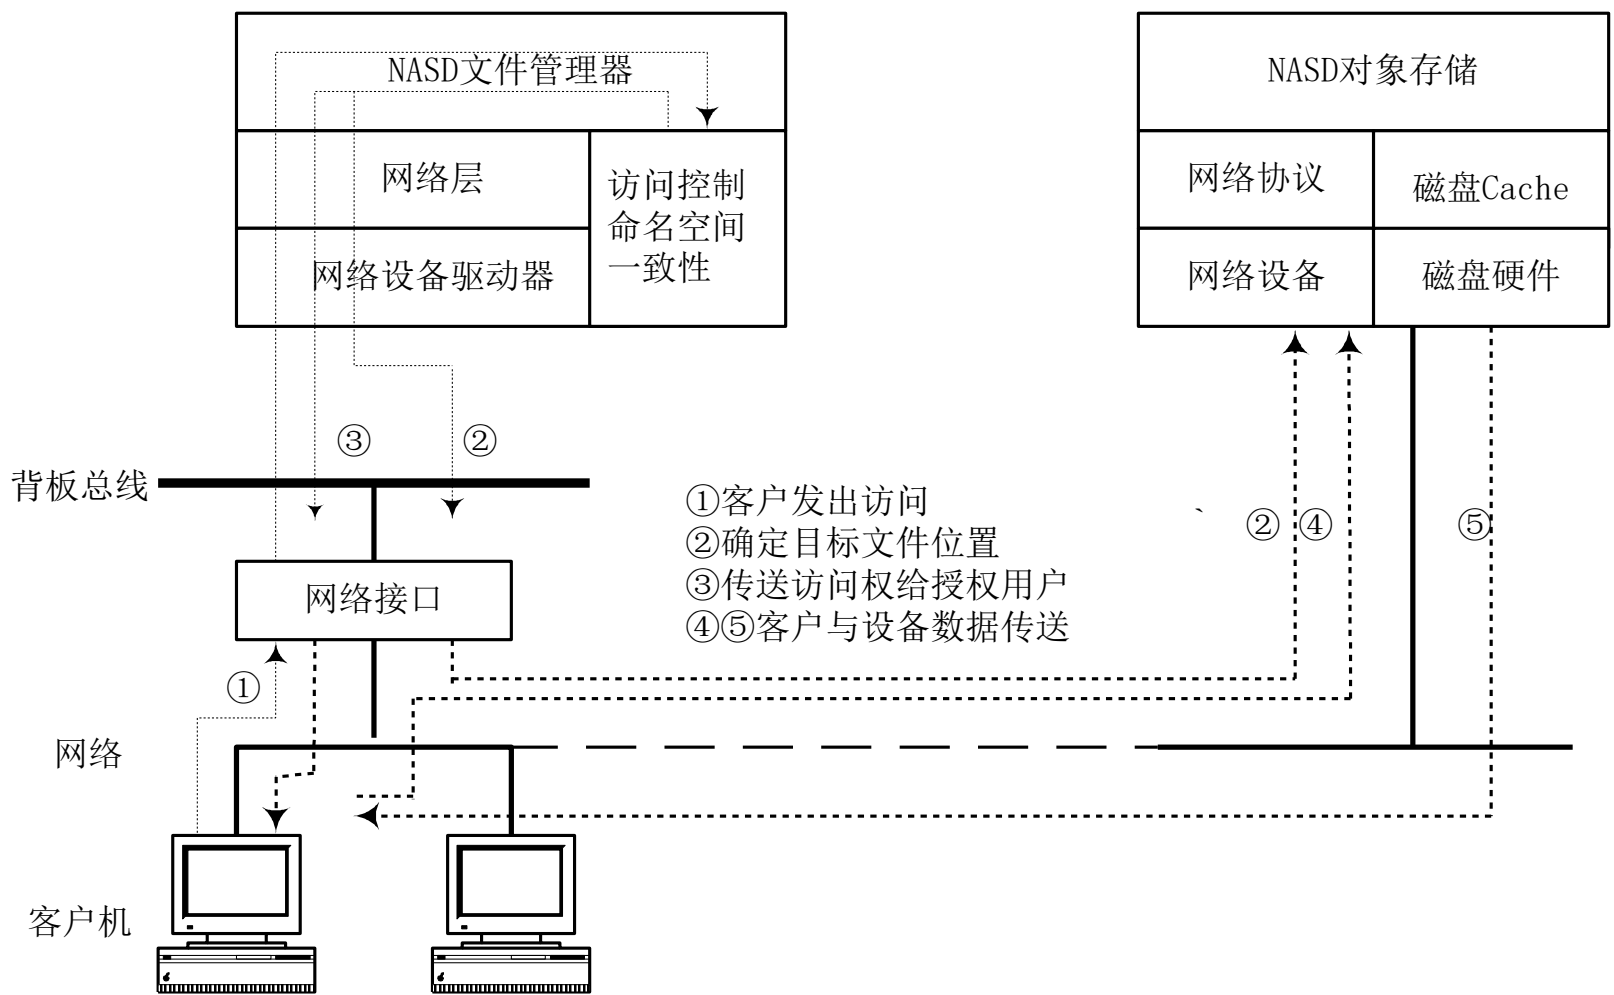 NASD文件管理器
网络层
网络设备驱动器
访问控制
命名空间
一致性
NASD对象存储
网络协议
磁盘Cache
网络设备
磁盘硬件
③
②
背板总线
①客户发出访问
②确定目标文件位置
③传送访问权给授权用户
④⑤客户与设备数据传送
、
②
④
⑤
网络接口
①
网络
客户机